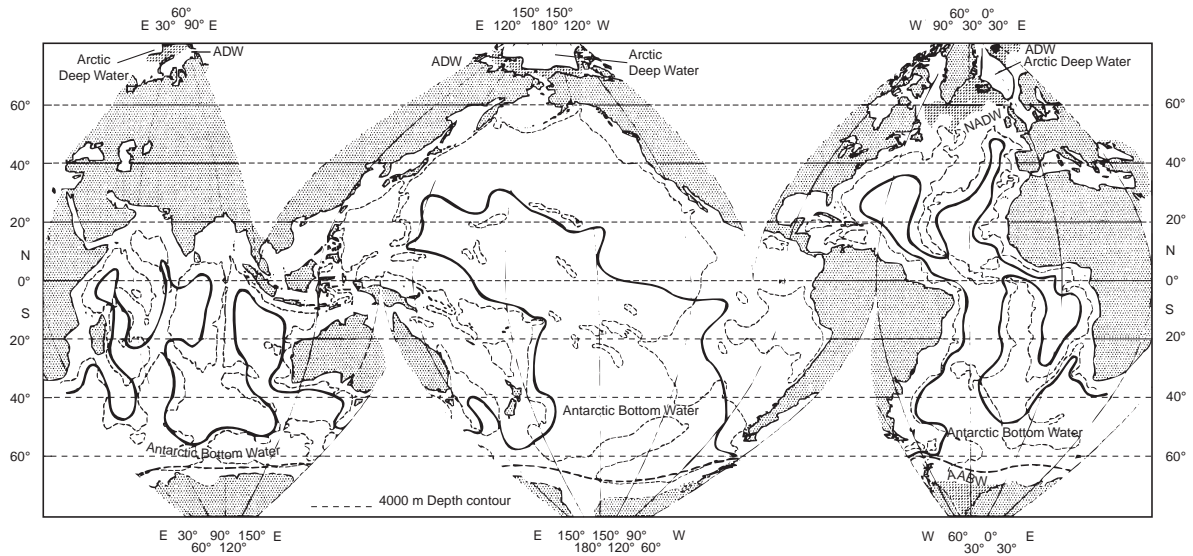 60°
E 30° 90° E
150° 150°
E 120° 180° 120° W
60° 0°
W 90° 30° 30° E
Arctic
Deep Water
ADW
ADW
Arctic
Deep Water
ADW
Arctic Deep Water
NADW
60°
40°
20°
N
0°
S
20°
40°
60°
60°
40°
20°
N
0°
S
20°
40°
60°
Antarctic Bottom Water
Antarctic Bottom Water
Antarctic Bottom Water
AABW
4000 m Depth contour
E 30° 90° 150° E
60° 120°
E 150° 150° 90° W
180° 120° 60°
W 60° 0° E
30° 30°